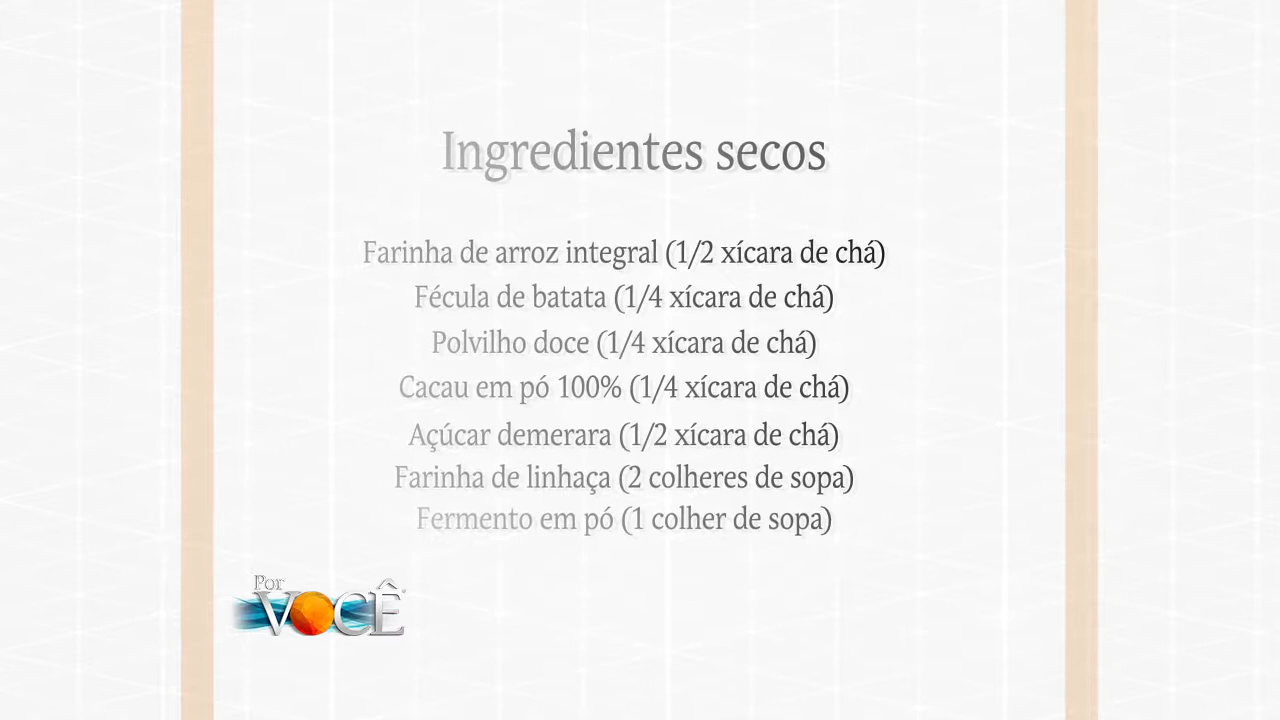 Ingredientes secos
Farinha de arroz integral (1/2 xícara de chá)
Fécula de batata (1/4 xícara de chá)
Polvilho doce (1/4 xícara de chá)
Cacau em pó 100% (1/4 xícara de chá)
Açúcar demerara (1/2 xícara de chá)
Farinha de linhaça (2 colheres de sopa)
Fermento em pó (1 colher de sopa)
Por
VOCÊ